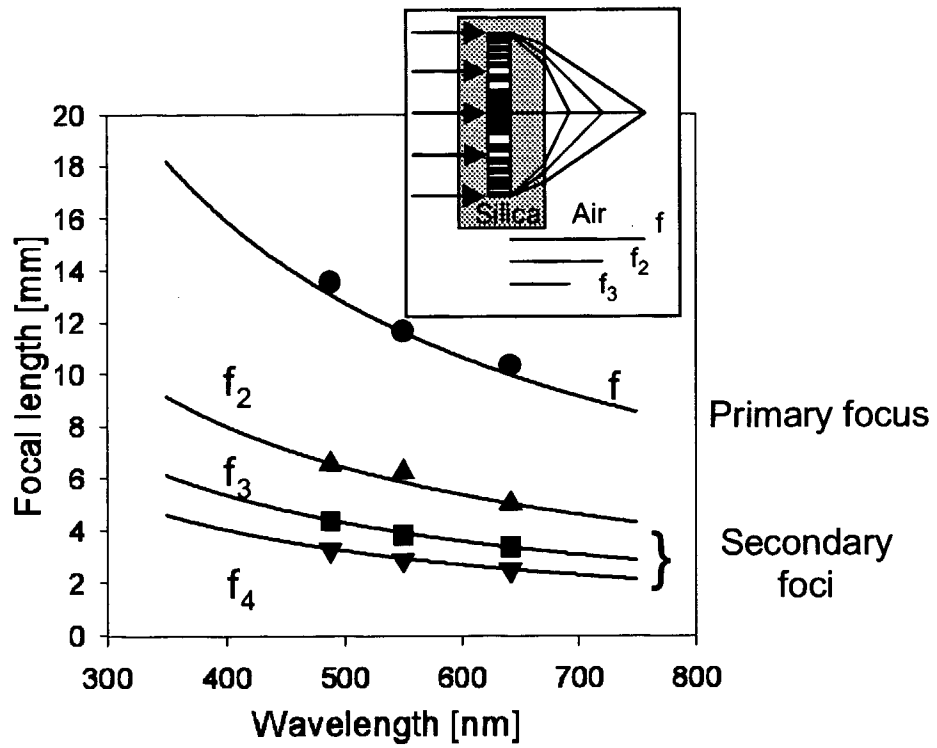 Silica Air
f
f2
f3
20
18
16
14
12
10
8
6
4
2
0
Focal length [mm]
f2
f3
f4
f
Primary focus
Secondary
foci
}
300 400 500 600 700 800
Wavelength [nm]